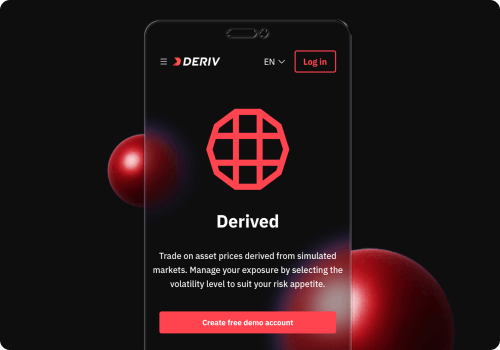 DERIV
EN
Log in
Derived
Trade on asset prices derived from simulated
markets. Manage your exposure by selecting the
volatility level to suit your risk appetite.
Create free demo account